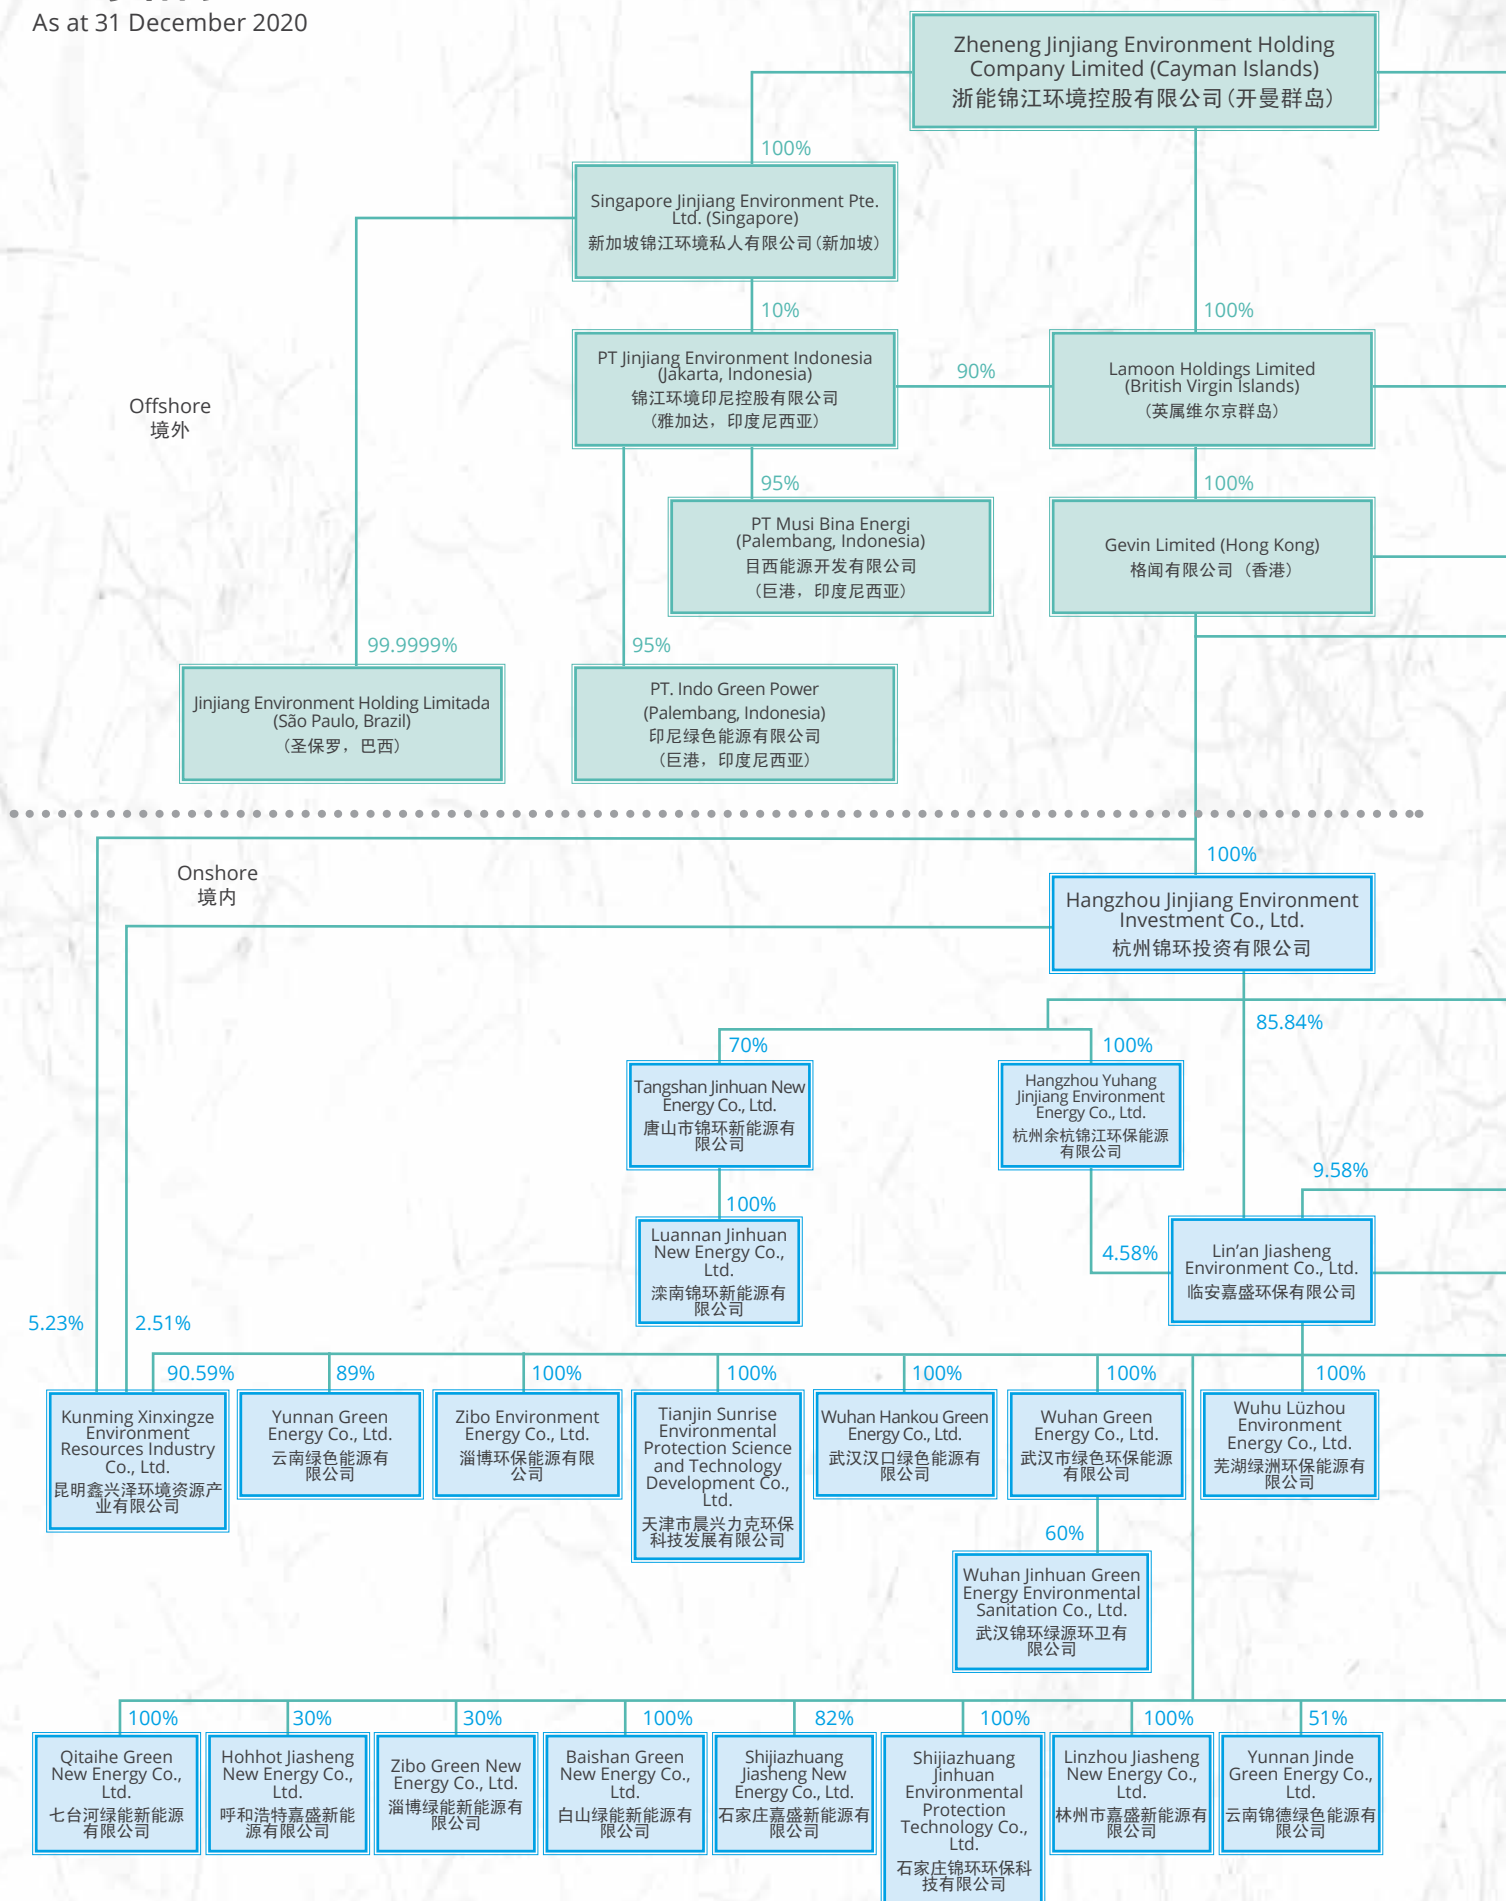 As at 31 December 2020
Zheneng Jinjiang Environment Holding
Company Limited (Cayman Islands)
浙能锦江环境控股有限公司（开曼群岛）
100%
Singapore Jinjiang Environment Pte.
Ltd. (Singapore)
新加坡锦江环境私人有限公司（新加坡）
10%
100%
PT Jinjiang Environment Indonesia
(Jakarta, Indonesia)
锦江环境印尼控股有限公司
（雅加达，印度尼西亚）
90%
Lamoon Holdings Limited
(British Virgin Islands)
（英属维尔京群岛）
Offshore
境外
95%
100%
PT Musi Bina Energi
(Palembang, Indonesia)
目西能源开发有限公司
（巨港，印度尼西亚）
Gevin Limited (Hong Kong)
格闻有限公司（香港）
99.9999%
95%
Jinjiang Environment Holding Limitada
(São Paulo, Brazil)
（圣保罗，巴西）
PT. Indo Green Power
(Palembang, Indonesia)
印尼绿色能源有限公司
（巨港，印度尼西亚）
Onshore
境内
100%
Hangzhou Jinjiang Environment
Investment Co., Ltd.
杭州锦环投资有限公司
85.84%
70%
100%
Tangshan Jinhuan New
Energy Co., Ltd.
唐山市锦环新能源有
限公司
Hangzhou Yuhang
Jinjiang Environment
Energy Co., Ltd.
杭州余杭锦江环保能源
有限公司
9.58%
100%
Luannan Jinhuan
New Energy Co.,
Ltd.
滦南锦环新能源有
限公司
4.58%
Lin’an Jiasheng
Environment Co., Ltd.
临安嘉盛环保有限公司
5.23%
2.51%
90.59%
89%
100%
100%
100%
100%
100%
Kunming Xinxingze
Environment
Resources Industry
Co., Ltd.
昆明鑫兴泽环境资源产
业有限公司
Yunnan Green
Energy Co., Ltd.
云南绿色能源有
限公司
Zibo Environment
Energy Co., Ltd.
淄博环保能源有限
公司
Tianjin Sunrise
Environmental
Protection Science
and Technology
Development Co.,
Ltd.
天津市晨兴力克环保
科技发展有限公司
Wuhan Hankou Green
Energy Co., Ltd.
武汉汉口绿色能源有
限公司
Wuhan Green
Energy Co., Ltd.
武汉市绿色环保能源
有限公司
Wuhu Lüzhou
Environment
Energy Co., Ltd.
芜湖绿洲环保能源有
限公司
60%
Wuhan Jinhuan Green
Energy Environmental
Sanitation Co., Ltd.
武汉锦环绿源环卫有
限公司
100%
30%
30%
100%
82%
100%
100%
51%
Qitaihe Green
New Energy Co.,
Ltd.
七台河绿能新能源
有限公司
Hohhot Jiasheng
New Energy Co.,
Ltd.
呼和浩特嘉盛新能
源有限公司
Zibo Green New
Energy Co., Ltd.
淄博绿能新能源有
限公司
Baishan Green
New Energy Co.,
Ltd.
白山绿能新能源有
限公司
Shijiazhuang
Jiasheng New
Energy Co., Ltd.
石家庄嘉盛新能源有
限公司
Shijiazhuang
Jinhuan
Environmental
Protection
Technology Co.,
Ltd.
石家庄锦环环保科
技有限公司
Linzhou Jiasheng
New Energy Co.,
Ltd.
林州市嘉盛新能源有
限公司
Yunnan Jinde
Green Energy Co.,
Ltd.
云南锦德绿色能源有
限公司